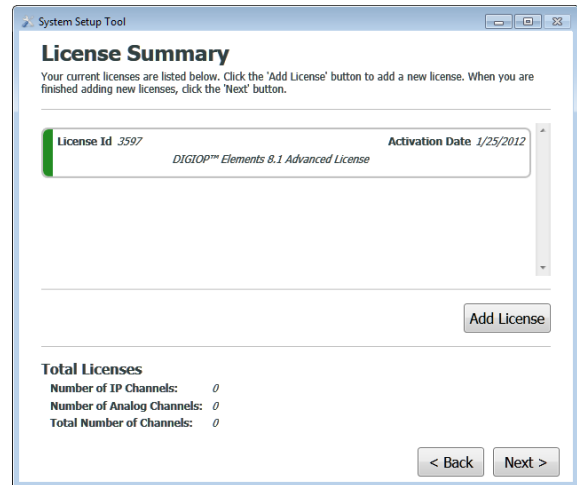 System Setup Tool
License Summary
Your current licenses are listed below. Click the 'Add License' button to add a new license. When you are
finished adding new licenses, click the 'Next' button.
License Id 3597 Activation Date 1/25/2012
DIGIOP™ Elements 8.1 Advanced License
Add License
Total Licenses
Number of IP Channels: 0
Number of Analog Channels: 0
Total Number of Channels: 0
< Back Next >